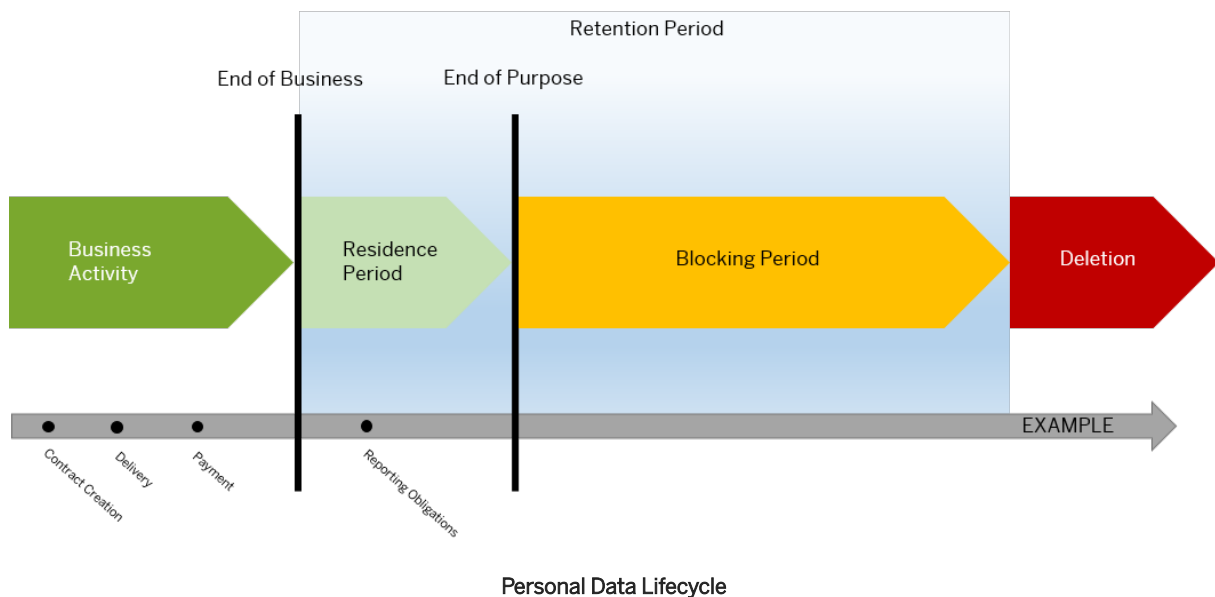 Retention Period
End of Business
End of Purpose
Business
Activity
Residence
Period
Blocking Period
Deletion
EXAMPLE
Contract Creation
Delivery
Payment
Reporting Obligations
Personal Data Lifecycle